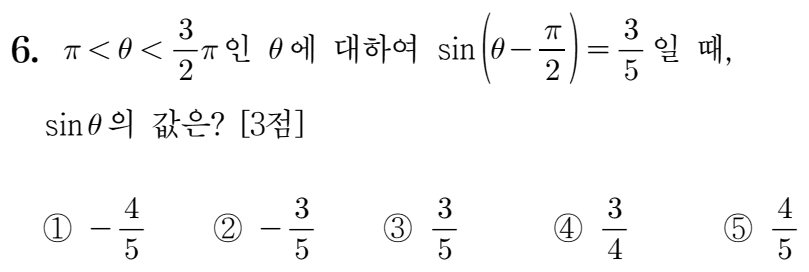 6. π < θ < 3/2 π인 θ에 대하여 sin(θ − π/2) = 3/5 일 때,
sinθ의 값은? [3점]
① −4/5 ② −3/5 ③ 3/5 ④ 3/4 ⑤ 4/5